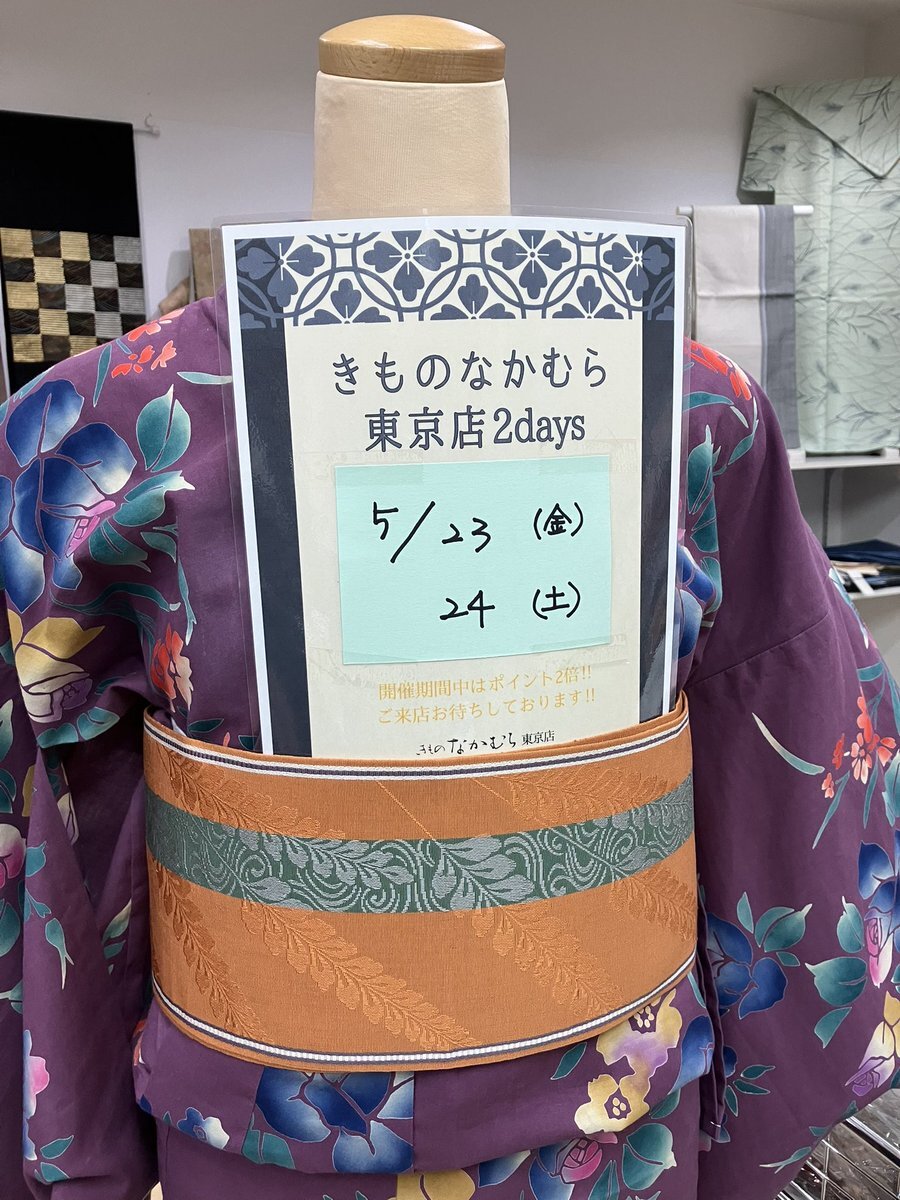 きものなかむら
東京店2days
5/23 (金)
24 (土)
開催期間中はポイント2倍!!
ご来店お待ちしております!!
きもの なかむら 東京店